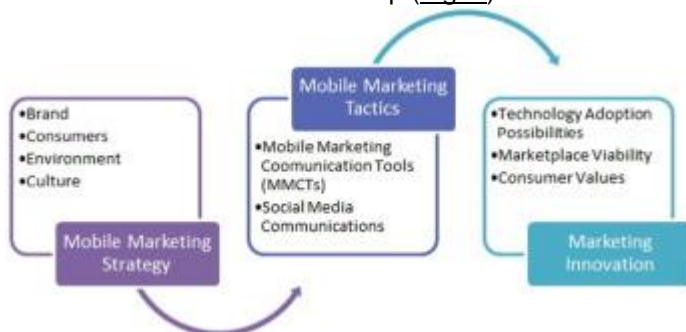 •Brand
•Consumers
•Environment
•Culture
Mobile Marketing
Strategy
Mobile Marketing
Tactics
•Mobile Marketing
Coomunication Tools
(MMCTs)
•Social Media
Communications
•Technology Adoption
Possibilities
•Marketplace Viability
•Consumer Values
Marketing
Innovation